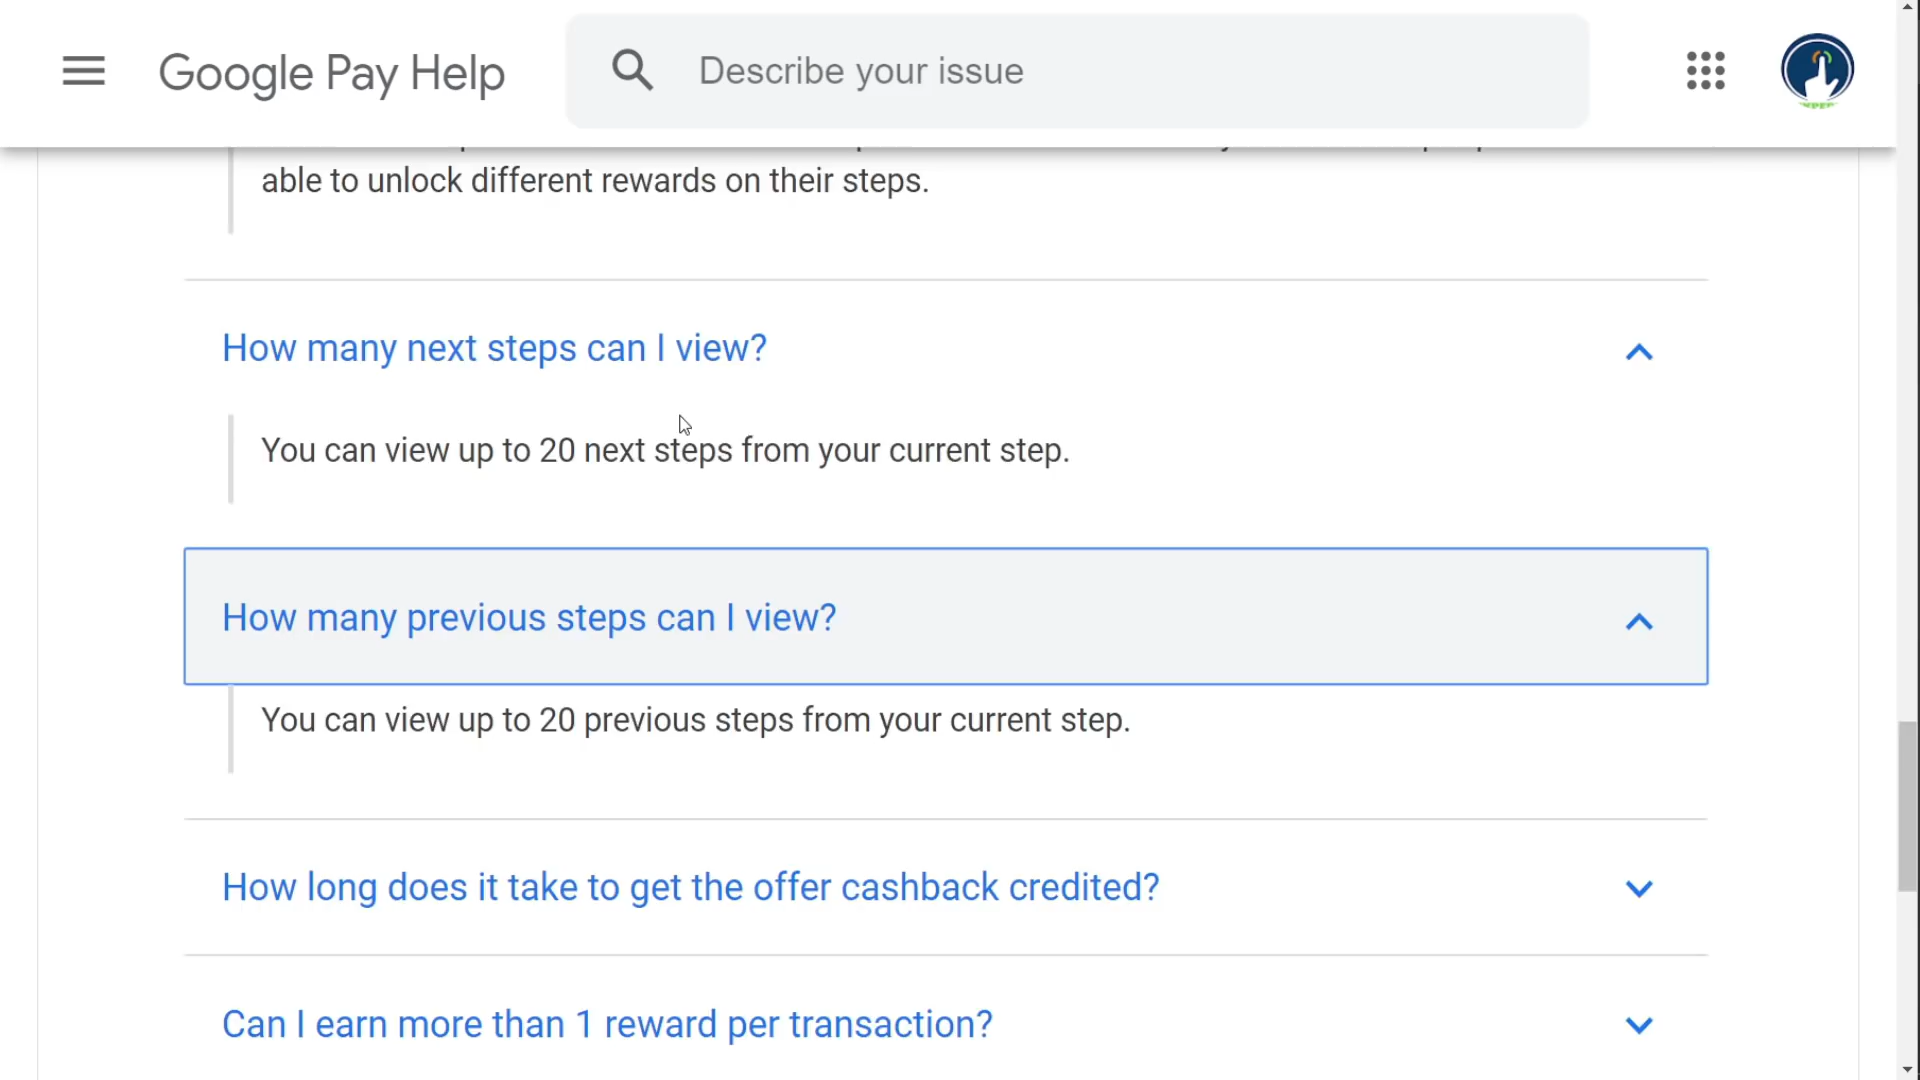 Google Pay Help
Describe your issue
able to unlock different rewards on their steps.
How many next steps can I view?
You can view up to 20 next steps from your current step.
How many previous steps can I view?
You can view up to 20 previous steps from your current step.
How long does it take to get the offer cashback credited?
Can I earn more than 1 reward per transaction?